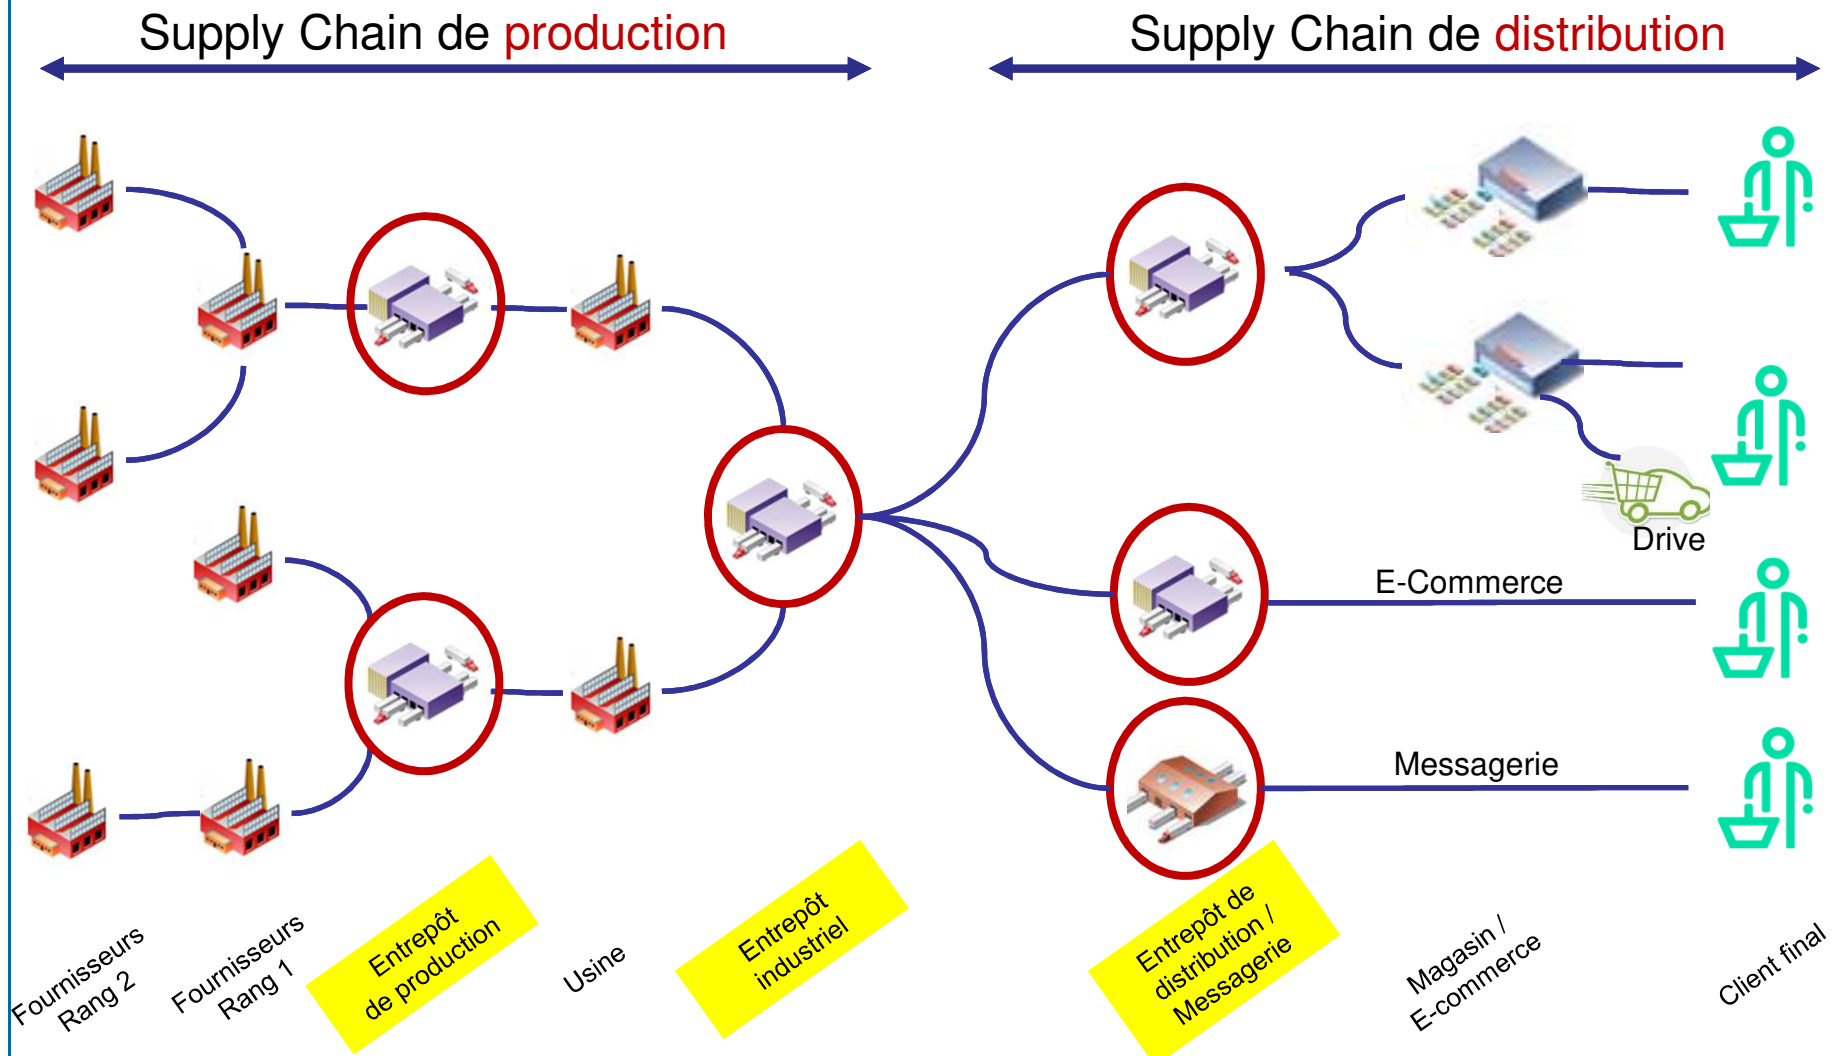 Supply Chain de production
Supply Chain de distribution
Drive
E-Commerce
Messagerie
Fournisseurs
Rang 2
Fournisseurs
Rang 1
Entrepôt
de production
Usine
Entrepôt
industriel
Entrepôt de
distribution /
Messagerie
Magasin /
E-commerce
Client final